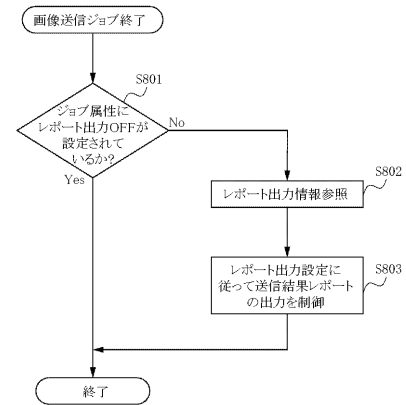 画像送信ジョブ終了
S801
ジョブ属性に
レポート出力OFFが
設定されて
いるか?
No
Yes
S802
レポート出力情報参照
S803
レポート出力設定に
従って送信結果レポート
の出力を制御
終了